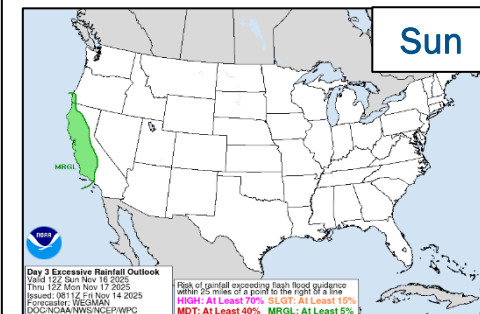 Sun
MRGL
NOAA
Day 3 Excessive Rainfall Outlook
Valid 12Z Sun Nov 16 2025
Thru 12Z Mon Nov 17 2025
Issued: 0811Z Fri Nov 14 2025
Forecaster: WEGMAN
DOC/NOAA/NWS/NCEP/WPC
Risk of rainfall exceeding flash flood guidance
within 25 miles of a point to the right of a line
HIGH: At Least 70% SLGT: At Least 15%
MDT: At Least 40% MRGL: At Least 5%